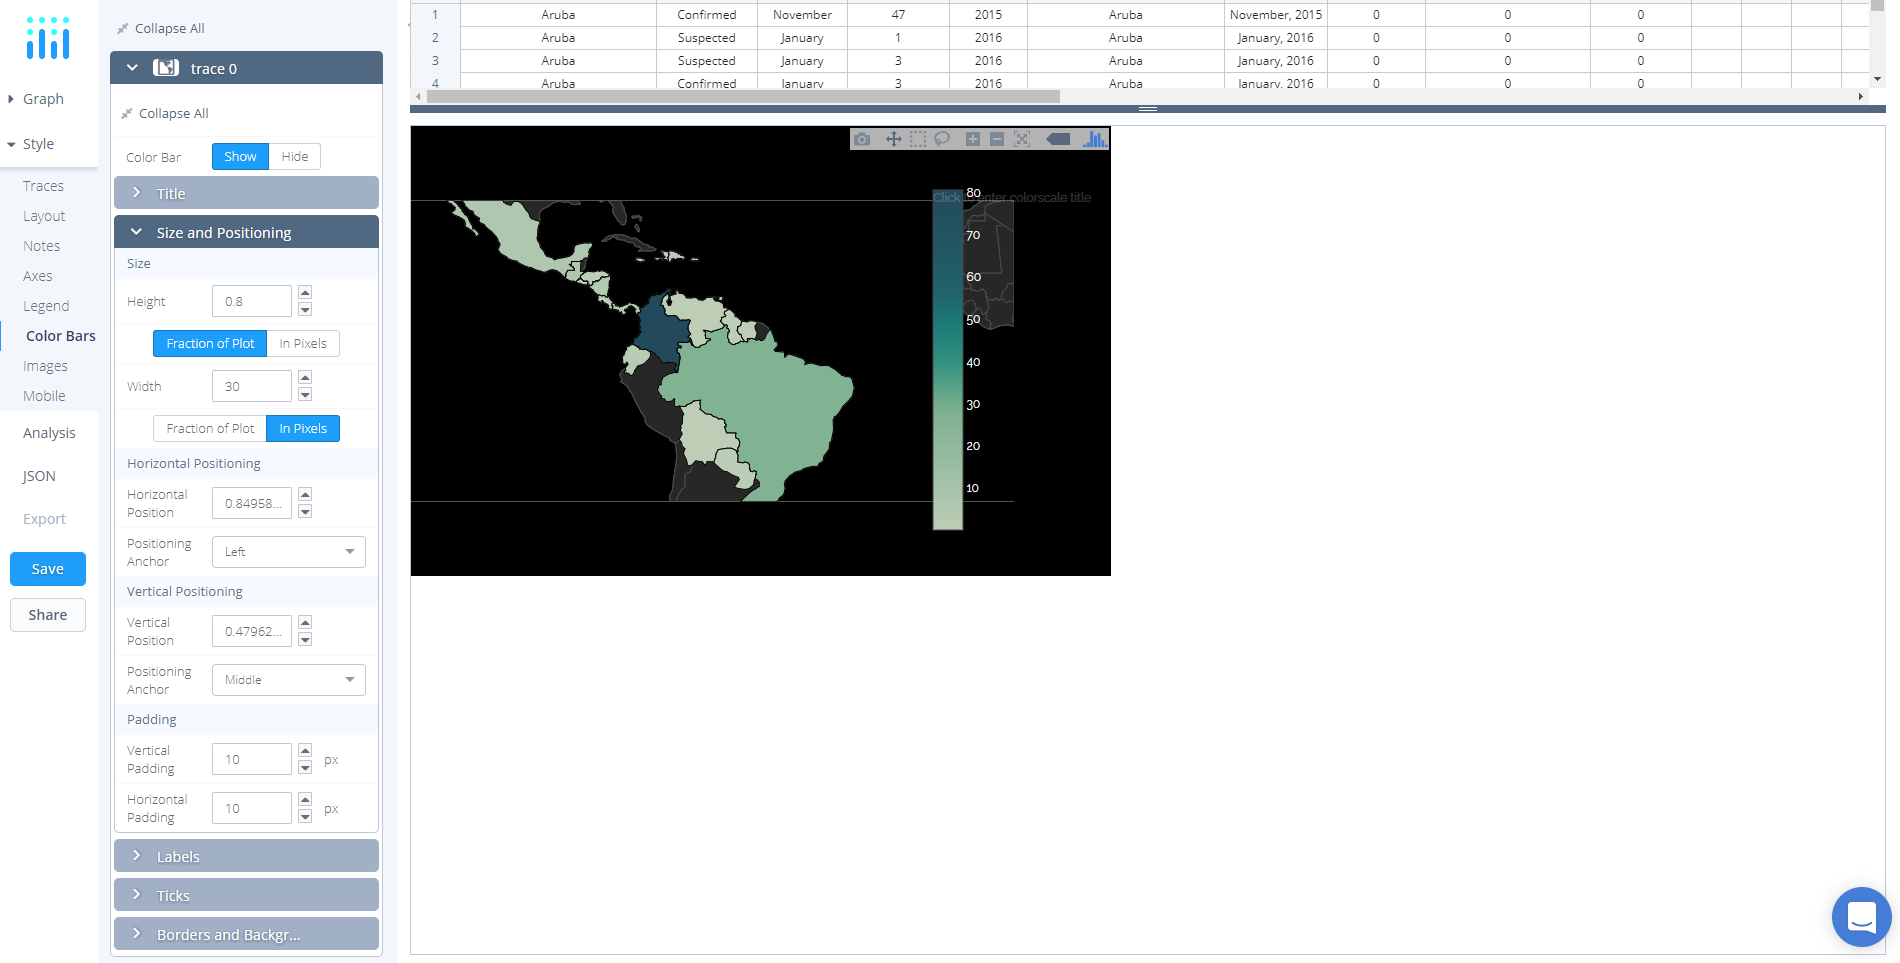 Graph
Style
Traces
Layout
Notes
Axes
Legend
Color Bars
Images
Mobile
Analysis
JSON
Export
Save
Share
Collapse All
trace 0
Collapse All
Color Bar Show Hide
Title
Size and Positioning
Size
Height 0.8
Fraction of Plot In Pixels
Width 30
Fraction of Plot In Pixels
Horizontal Positioning
Horizontal Position 0.84958...
Positioning Anchor Left
Vertical Positioning
Vertical Position 0.47962...
Positioning Anchor Middle
Padding
Vertical Padding 10 px
Horizontal Padding 10 px
Labels
Ticks
Borders and Backgr...
1 Aruba Confirmed November 47 2015 Aruba November, 2015 0 0 0
2 Aruba Suspected January 1 2016 Aruba January, 2016 0 0 0
3 Aruba Suspected January 3 2016 Aruba January, 2016 0 0 0
4 Aruba Confirmed January 3 2016 Aruba January, 2016 0 0 0
Click to enter colorscale title
80
70
60
50
40
30
20
10